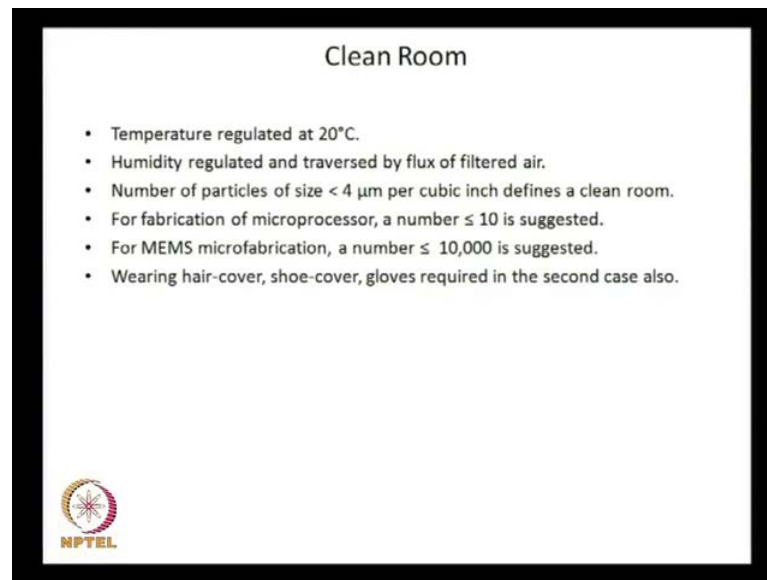 Clean Room
• Temperature regulated at 20°C.
• Humidity regulated and traversed by flux of filtered air.
• Number of particles of size < 4 μm per cubic inch defines a clean room.
• For fabrication of microprocessor, a number ≤ 10 is suggested.
• For MEMS microfabrication, a number ≤ 10,000 is suggested.
• Wearing hair-cover, shoe-cover, gloves required in the second case also.
NPTEL